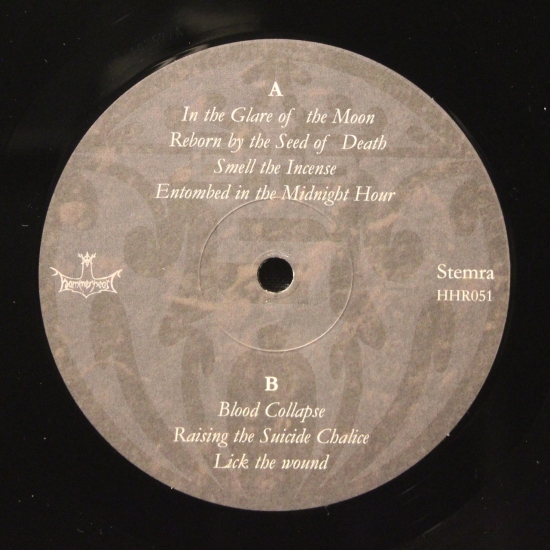 A
In the Glare of the Moon
Reborn by the Seed of Death
Smell the Incense
Entombed in the Midnight Hour
hammerheart
Stemra
HHR051
B
Blood Collapse
Raising the Suicide Chalice
Lick the wound